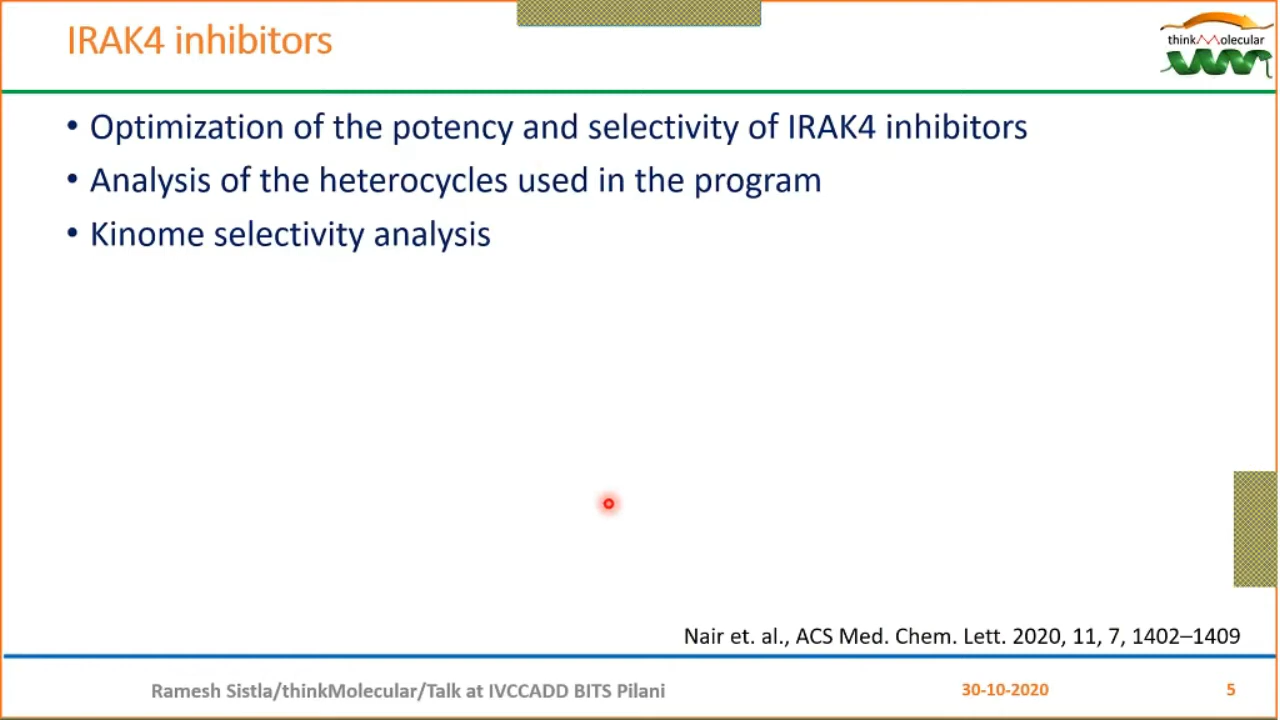 IRAK4 inhibitors
thinkMolecular
• Optimization of the potency and selectivity of IRAK4 inhibitors
• Analysis of the heterocycles used in the program
• Kinome selectivity analysis
Nair et. al., ACS Med. Chem. Lett. 2020, 11, 7, 1402–1409
Ramesh Sistla/thinkMolecular/Talk at IVCCADD BITS Pilani
30-10-2020
5